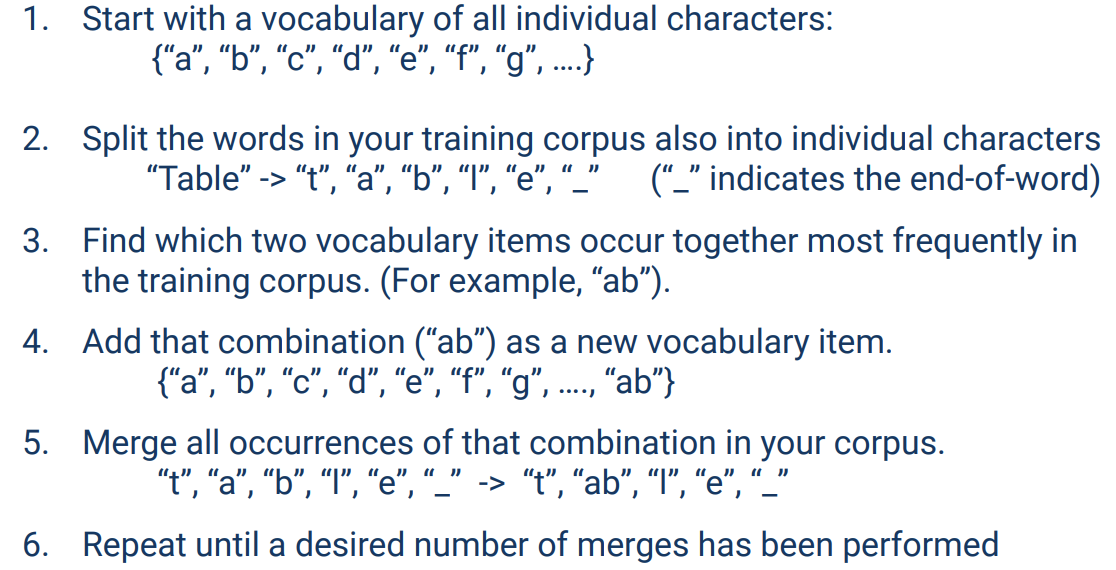 1. Start with a vocabulary of all individual characters:
{“a”, “b”, “c”, “d”, “e”, “f”, “g”, ....}
2. Split the words in your training corpus also into individual characters
“Table” -> “t”, “a”, “b”, “l”, “e”, “_” (“_” indicates the end-of-word)
3. Find which two vocabulary items occur together most frequently in
the training corpus. (For example, “ab”).
4. Add that combination (“ab”) as a new vocabulary item.
{“a”, “b”, “c”, “d”, “e”, “f”, “g”, ...., “ab”}
5. Merge all occurrences of that combination in your corpus.
“t”, “a”, “b”, “l”, “e”, “_” -> “t”, “ab”, “l”, “e”, “_”
6. Repeat until a desired number of merges has been performed